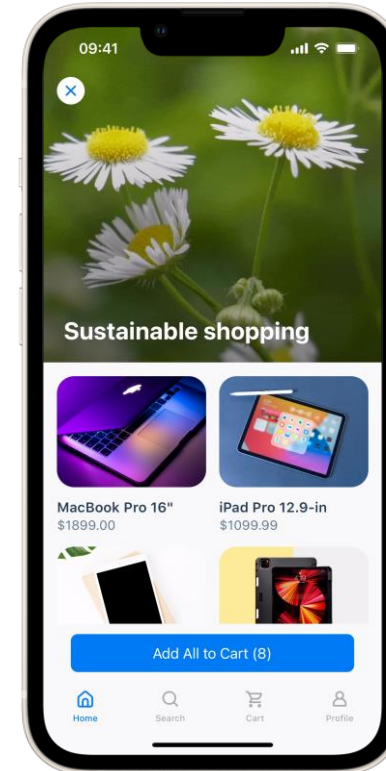 09:41
Sustainable shopping
MacBook Pro 16" iPad Pro 12.9-in
$1899.00 $1099.99
Add All to Cart (8)
Home Search Cart Profile